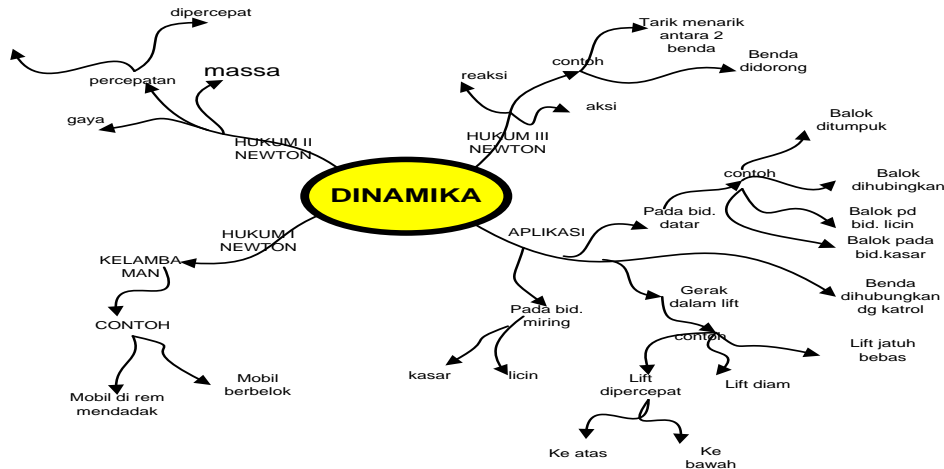 dipercepat
percepatan
massa
gaya
HUKUM II
NEWTON
Tarik menarik
antara 2
benda
contoh
Benda
didorong
reaksi
aksi
HUKUM III
NEWTON
DINAMIKA
HUKUM I
NEWTON
KELAMBA
MAN
CONTOH
Mobil di rem
mendadak
Mobil
berbelok
APLIKASI
Pada bid.
datar
contoh
Balok
ditumpuk
Balok
dihubingkan
Balok pd
bid. licin
Balok pada
bid.kasar
Benda
dihubungkan
dg katrol
Gerak
dalam lift
contoh
Lift jatuh
bebas
Lift diam
Lift
dipercepat
Ke atas
Ke
bawah
Pada bid.
miring
kasar
licin